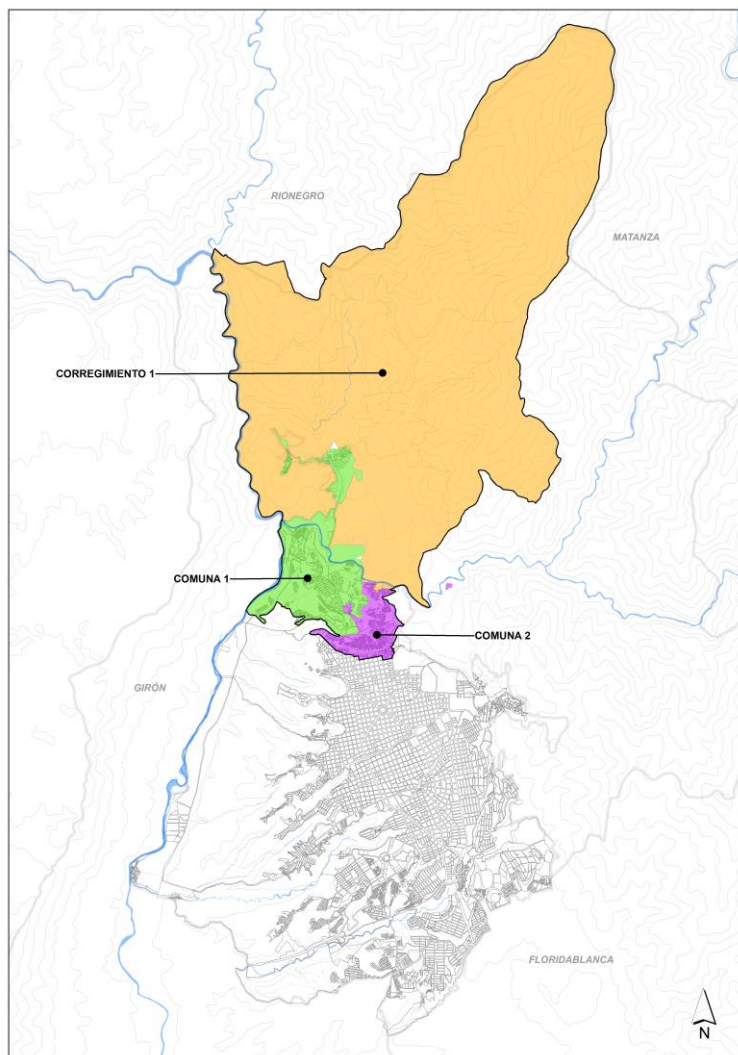 RIONEGRO
MATANZA
CORREGIMIENTO 1
COMUNA 1
COMUNA 2
GIRÓN
FLORIDABLANCA
N